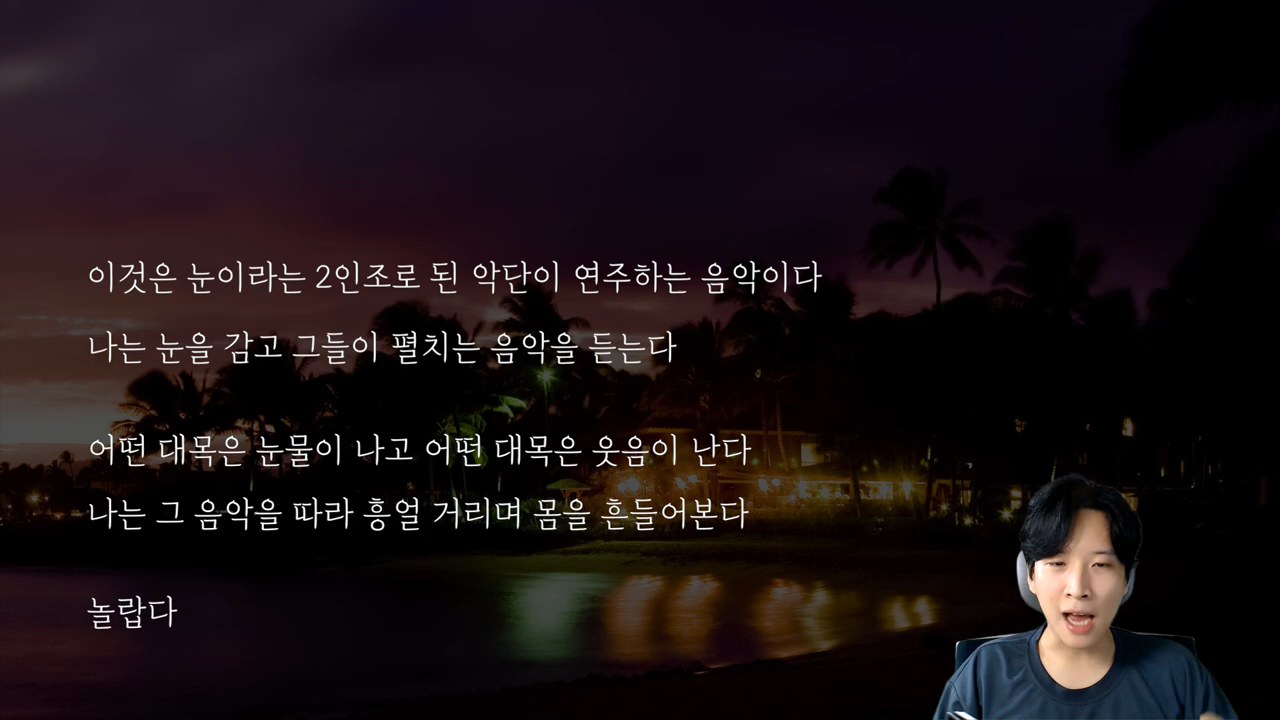 이것은 눈이라는 2인조로 된 악단이 연주하는 음악이다
나는 눈을 감고 그들이 펼치는 음악을 듣는다
어떤 대목은 눈물이 나고 어떤 대목은 웃음이 난다
나는 그 음악을 따라 흥얼 거리며 몸을 흔들어본다
놀랍다